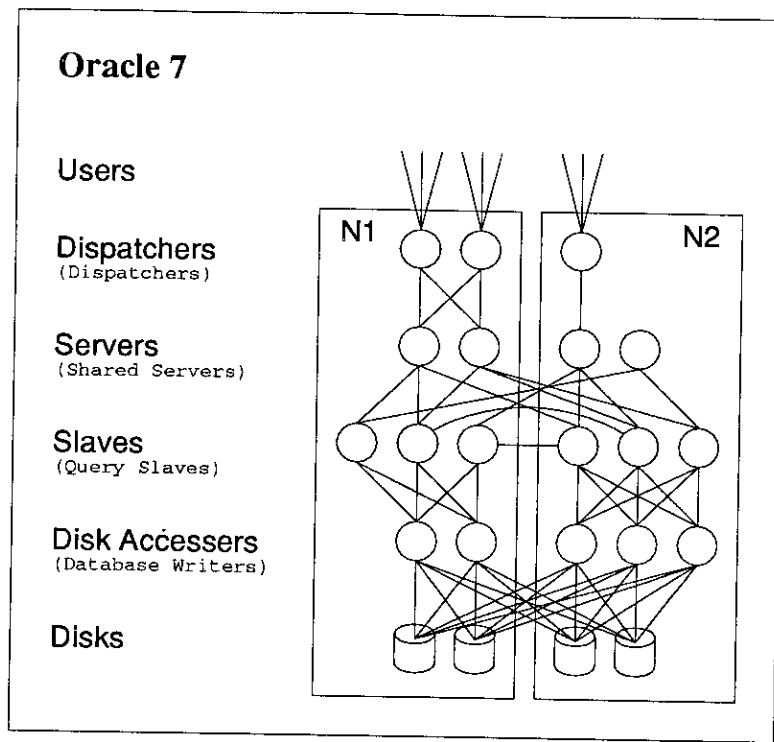 Oracle 7
Users
N1
N2
Dispatchers
(Dispatchers)
Servers
(Shared Servers)
Slaves
(Query Slaves)
Disk Accessers
(Database Writers)
Disks